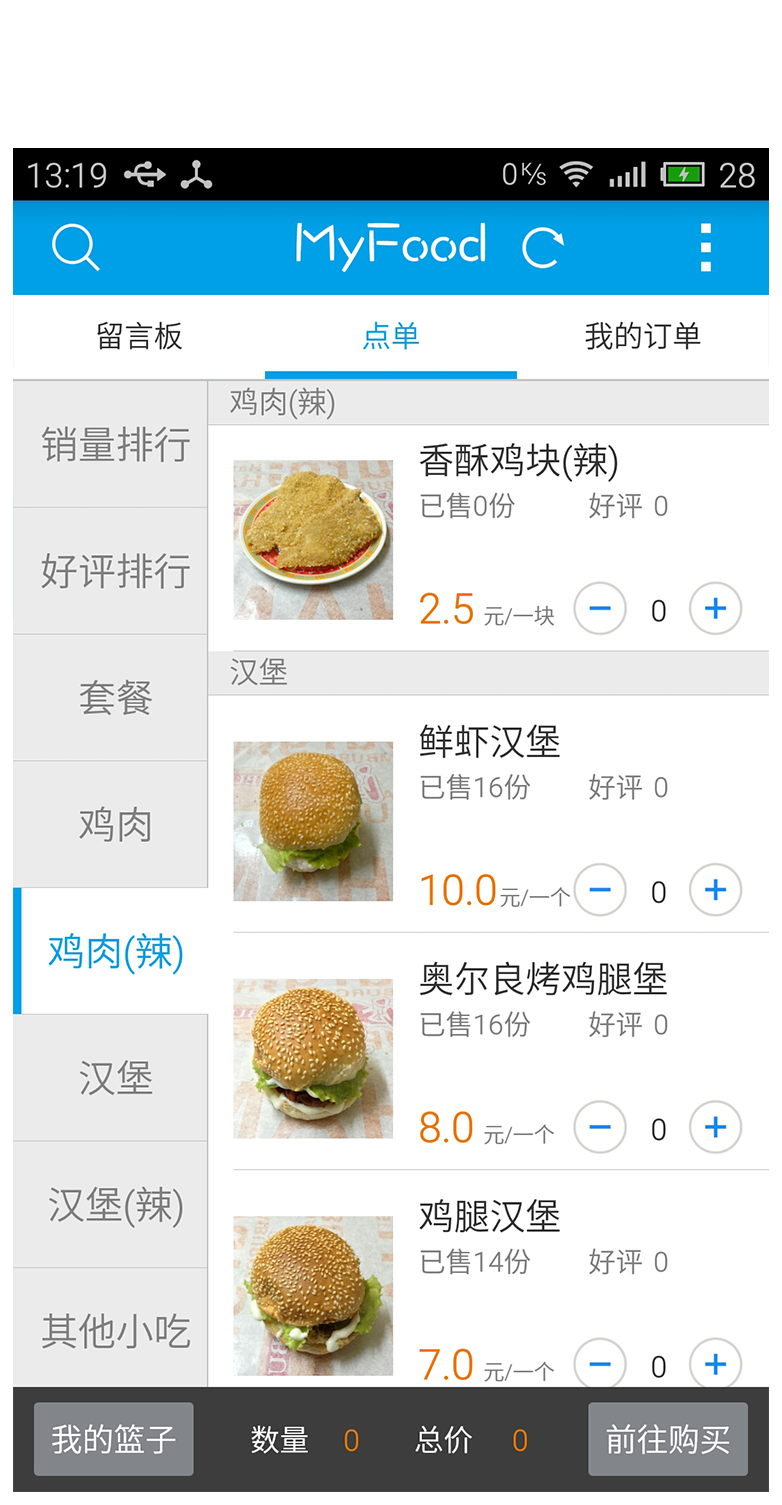 13:19
0K/s
28
MyFood
留言板
点单
我的订单
销量排行
好评排行
套餐
鸡肉
鸡肉(辣)
汉堡
汉堡(辣)
其他小吃
鸡肉(辣)
香酥鸡块(辣)
已售0份 好评 0
2.5 元/一块 0
汉堡
鲜虾汉堡
已售16份 好评 0
10.0元/一个 0
奥尔良烤鸡腿堡
已售16份 好评 0
8.0 元/一个 0
鸡腿汉堡
已售14份 好评 0
7.0 元/一个 0
我的篮子 数量 0 总价 0 前往购买